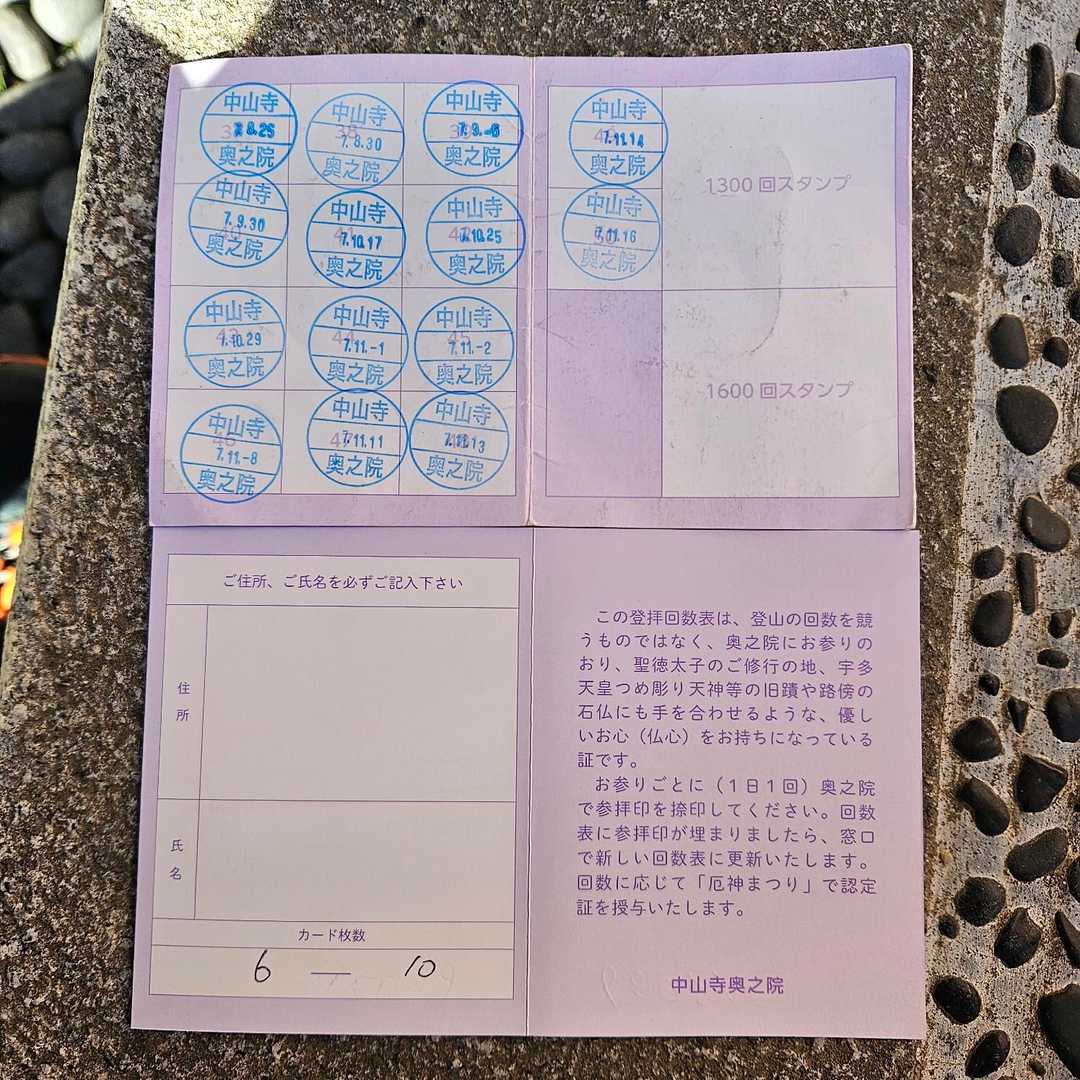 中山寺
7.8.25
奥之院
中山寺
38
7.8.30
奥之院
中山寺
39
7.9.-6
奥之院
中山寺
7.9.30
奥之院
中山寺
41
7.10.17
奥之院
中山寺
42
7.10.25
奥之院
中山寺
43
7.10.29
奥之院
中山寺
44
7.11.-1
奥之院
中山寺
45
7.11.-2
奥之院
中山寺
46
7.11.-8
奥之院
中山寺
47
7.11.11
奥之院
中山寺
7.11.13
奥之院
中山寺
7.11.14
奥之院
中山寺
7.11.16
奥之院
1300 回スタンプ
1600 回スタンプ
ご住所、ご氏名を必ずご記入下さい
住所
氏名
カード枚数
6 — 10
この登拝回数表は、登山の回数を競
うものではなく、奥之院にお参りの
おり、聖徳太子のご修行の地、宇多
天皇つめ彫り天神等の旧蹟や路傍の
石仏にも手を合わせるような、優し
いお心（仏心）をお持ちになっている
証です。
お参りごとに（１日１回）奥之院
で参拝印を捺印してください。回数
表に参拝印が埋まりましたら、窓口
で新しい回数表に更新いたします。
回数に応じて「厄神まつり」で認定
証を授与いたします。
中山寺奥之院